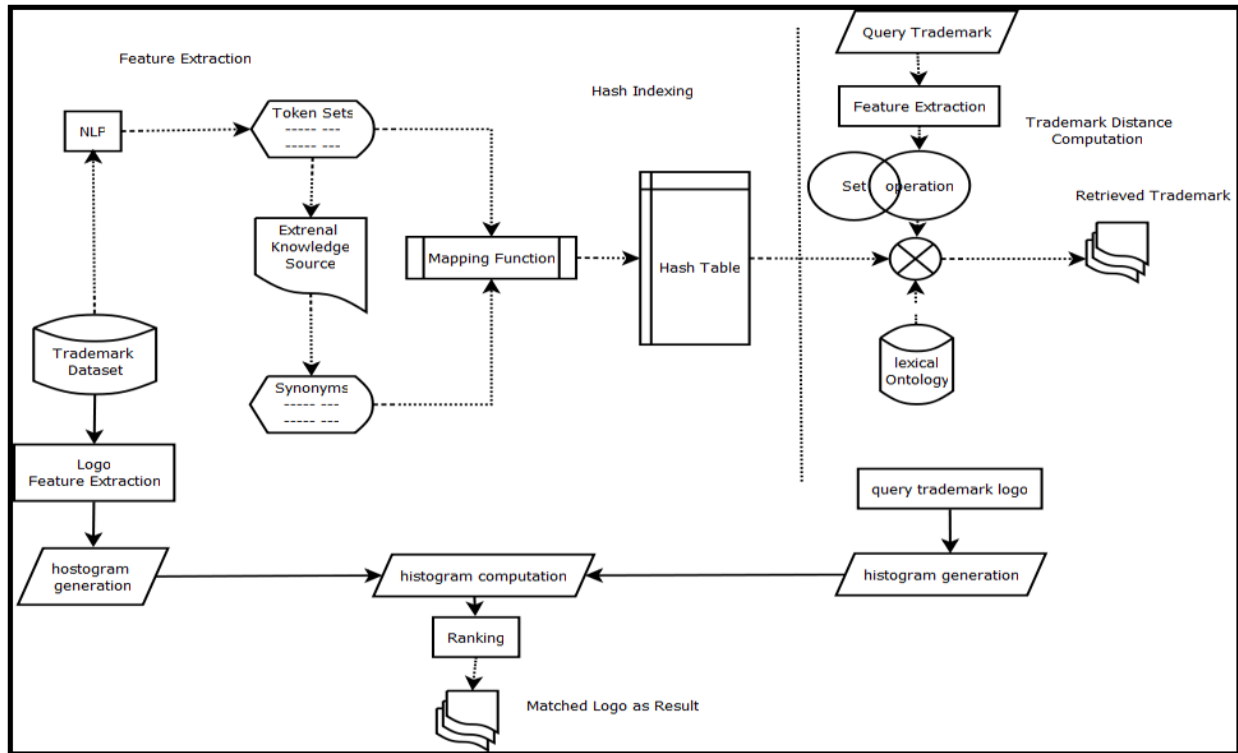 Query Trademark
Feature Extraction
Hash Indexing
Feature Extraction
Trademark Distance
Computation
NLP
Token Sets
----- ---
----- ---
Set operation
Retrieved Trademark
Extrenal
Knowledge
Source
Mapping Function
Hash Table
Trademark
Dataset
lexical
Ontology
Synonyms
----- ---
----- ---
Logo
Feature Extraction
query trademark logo
hostogram
generation
histogram computation
histogram generation
Ranking
Matched Logo as Result